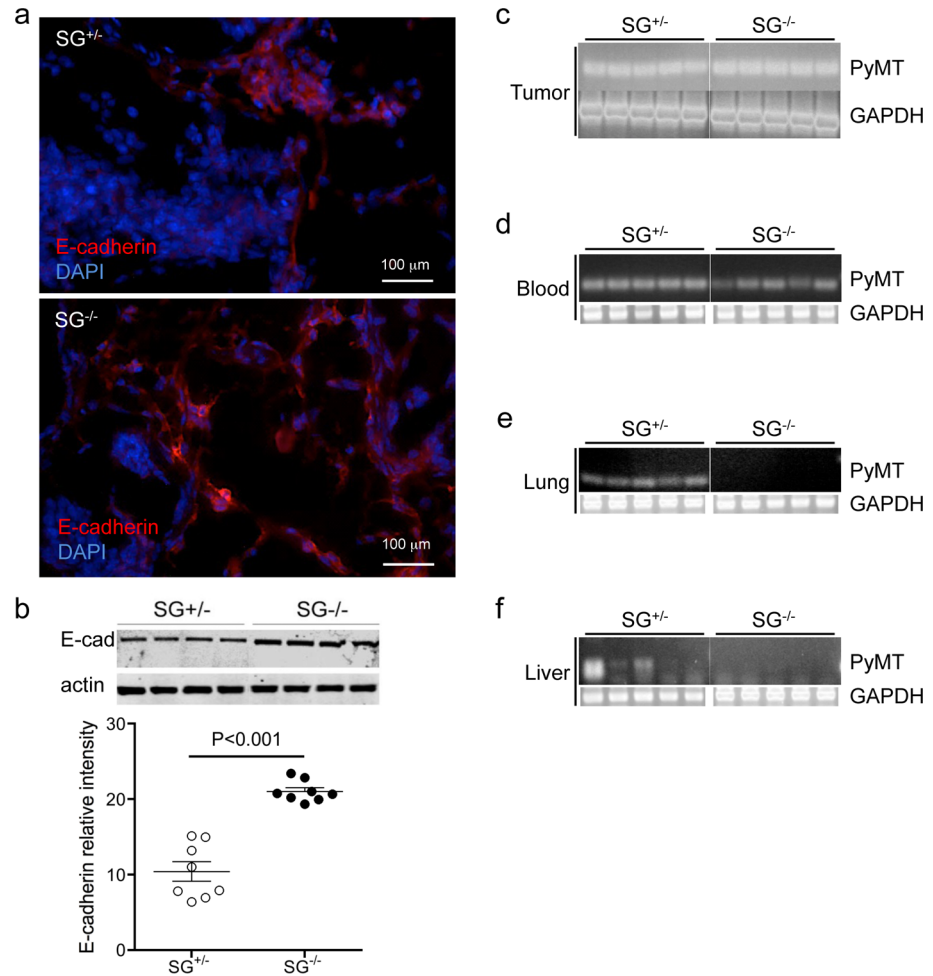 a
SG+/-
E-cadherin
DAPI
100 μm
SG-/-
E-cadherin
DAPI
100 μm
b
SG+/- SG-/-
E-cad
actin
E-cadherin relative intensity
30
20
10
0
P<0.001
SG+/- SG-/-
c
SG+/- SG-/-
Tumor
PyMT
GAPDH
d
SG+/- SG-/-
Blood
PyMT
GAPDH
e
SG+/- SG-/-
Lung
PyMT
GAPDH
f
SG+/- SG-/-
Liver
PyMT
GAPDH